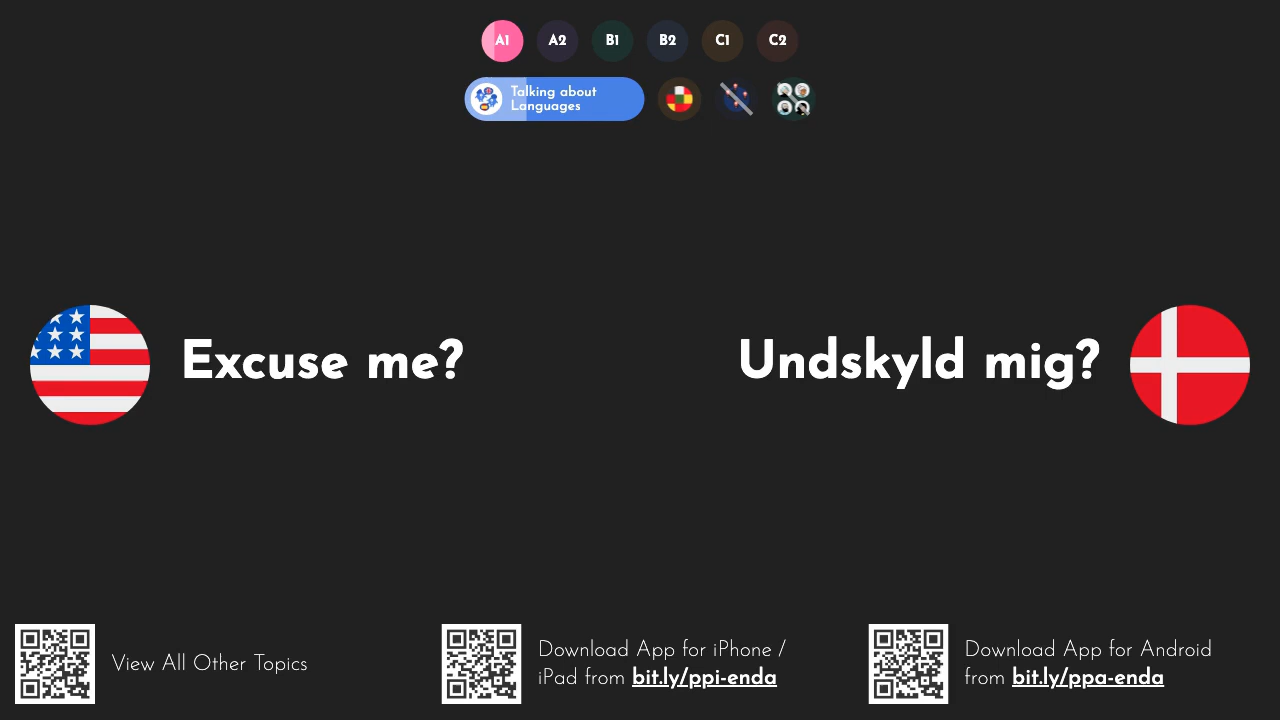 A1 A2 B1 B2 C1 C2
Talking about
Languages
Excuse me?
Undskyld mig?
View All Other Topics
Download App for iPhone /
iPad from bit.ly/ppi-enda
Download App for Android
from bit.ly/ppa-enda